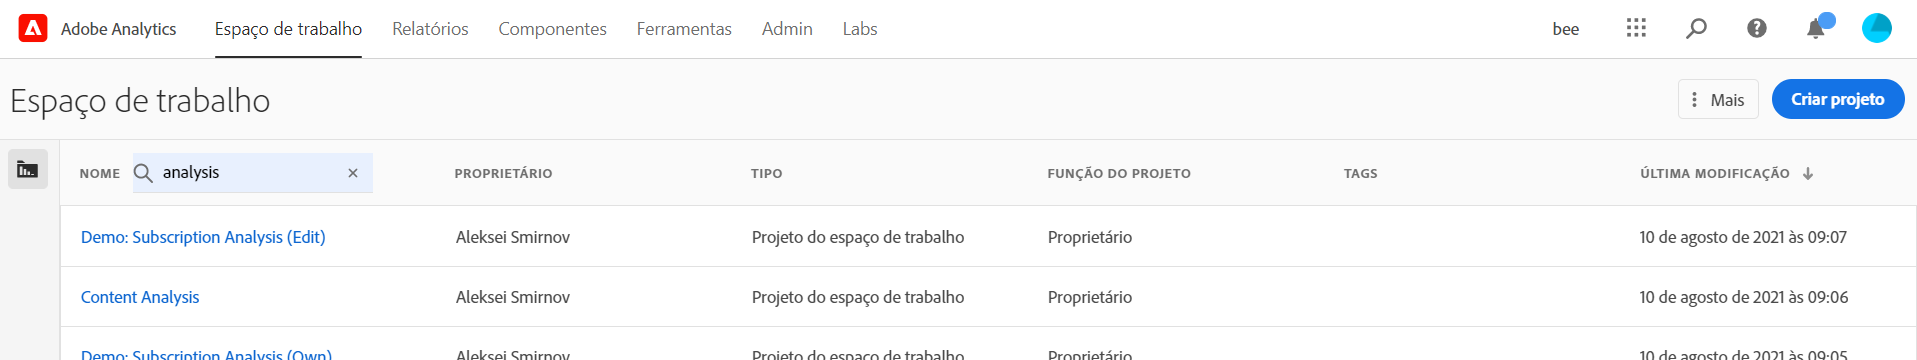 Adobe Analytics Espaço de trabalho Relatórios Componentes Ferramentas Admin Labs bee
Espaço de trabalho Mais Criar projeto
NOME analysis PROPRIETÁRIO TIPO FUNÇÃO DO PROJETO TAGS ÚLTIMA MODIFICAÇÃO
Demo: Subscription Analysis (Edit) Aleksei Smirnov Projeto do espaço de trabalho Proprietário 10 de agosto de 2021 às 09:07
Content Analysis Aleksei Smirnov Projeto do espaço de trabalho Proprietário 10 de agosto de 2021 às 09:06
Demo: Subscription Analysis (Own) Aleksei Smirnov Projeto do espaço de trabalho Proprietário 10 de agosto de 2021 às 09:05